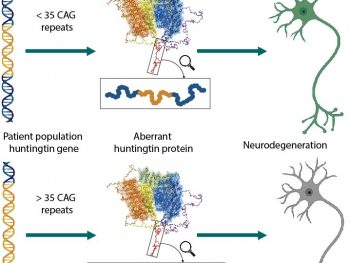 < 35 CAG
repeats
Patient population
huntingtin gene
Aberrant
huntingtin protein
Neurodegeneration
> 35 CAG
repeats